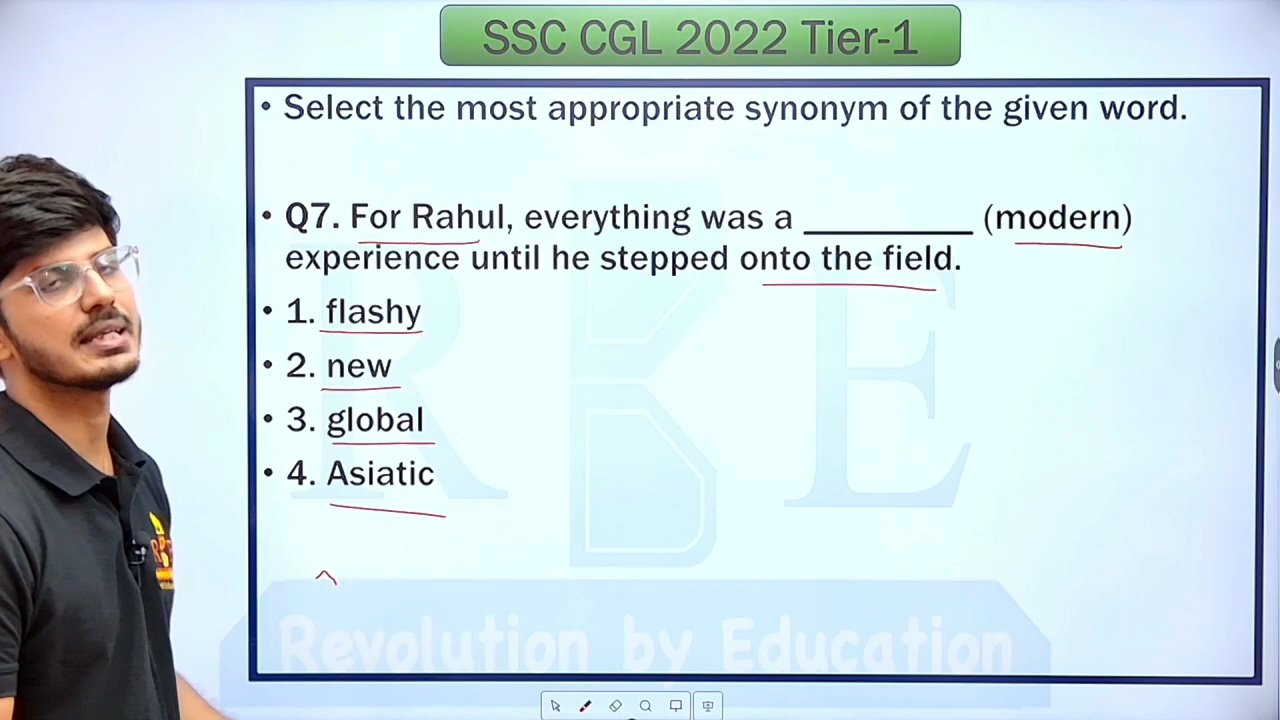 SSC CGL 2022 Tier-1
• Select the most appropriate synonym of the given word.
• Q7. For Rahul, everything was a __________ (modern)
experience until he stepped onto the field.
• 1. flashy
• 2. new
• 3. global
• 4. Asiatic
RBE
Revolution by Education